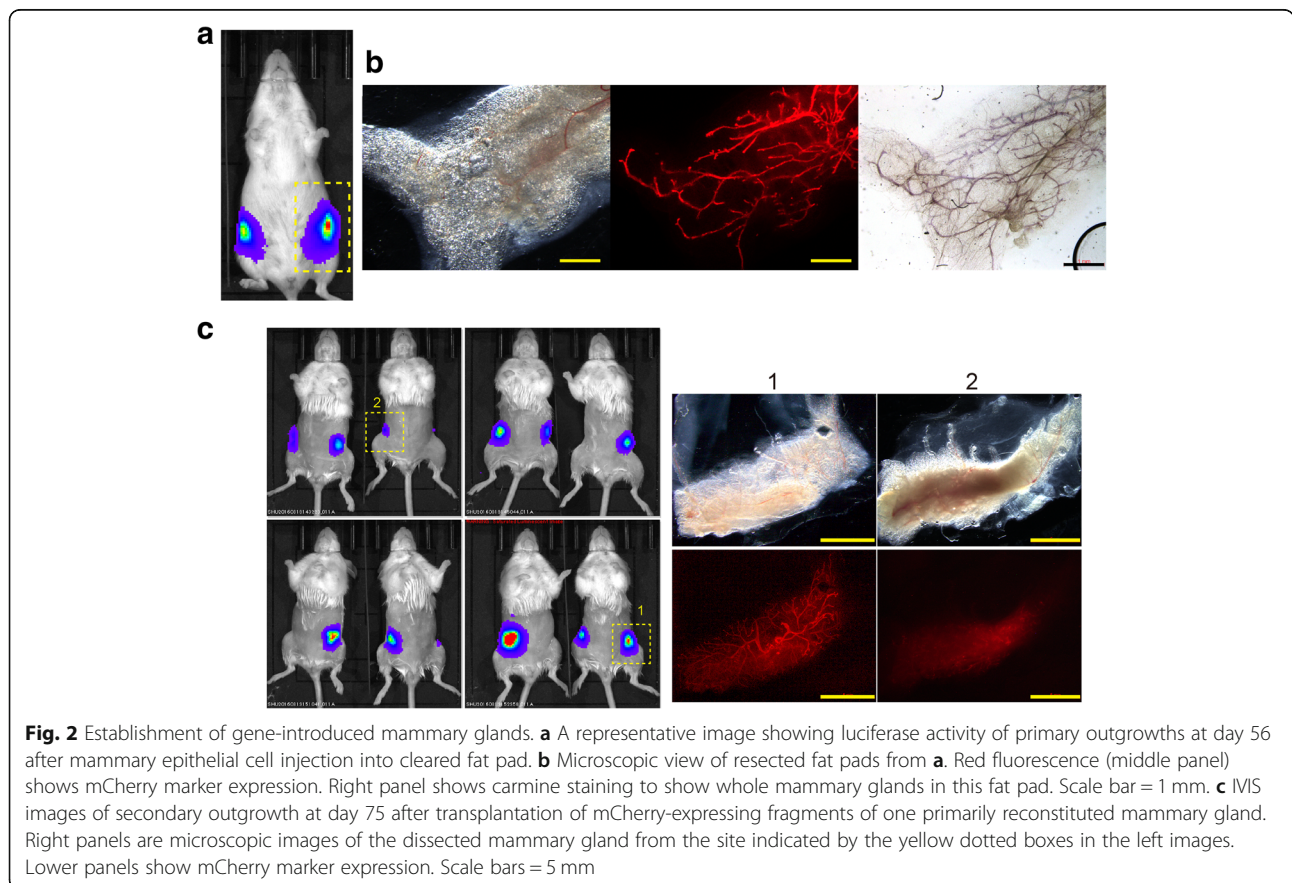 a
b
c
2
1
1
2
Fig. 2 Establishment of gene-introduced mammary glands. a A representative image showing luciferase activity of primary outgrowths at day 56
after mammary epithelial cell injection into cleared fat pad. b Microscopic view of resected fat pads from a. Red fluorescence (middle panel)
shows mCherry marker expression. Right panel shows carmine staining to show whole mammary glands in this fat pad. Scale bar = 1 mm. c IVIS
images of secondary outgrowth at day 75 after transplantation of mCherry-expressing fragments of one primarily reconstituted mammary gland.
Right panels are microscopic images of the dissected mammary gland from the site indicated by the yellow dotted boxes in the left images.
Lower panels show mCherry marker expression. Scale bars = 5 mm